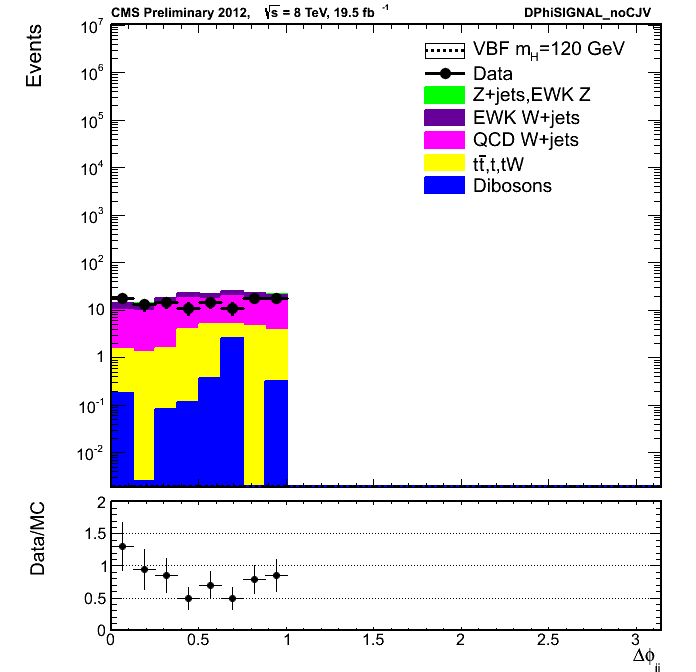 CMS Preliminary 2012, √s = 8 TeV, 19.5 fb⁻¹ DPhiSIGNAL_noCJV
Events
10⁷
10⁶
10⁵
10⁴
10³
10²
10
1
10⁻¹
10⁻²
VBF m_H=120 GeV
Data
Z+jets,EWK Z
EWK W+jets
QCD W+jets
tt̄,t,tW
Dibosons
Data/MC
2
1.5
1
0.5
0
0 0.5 1 1.5 2 2.5 3
Δϕ_jj